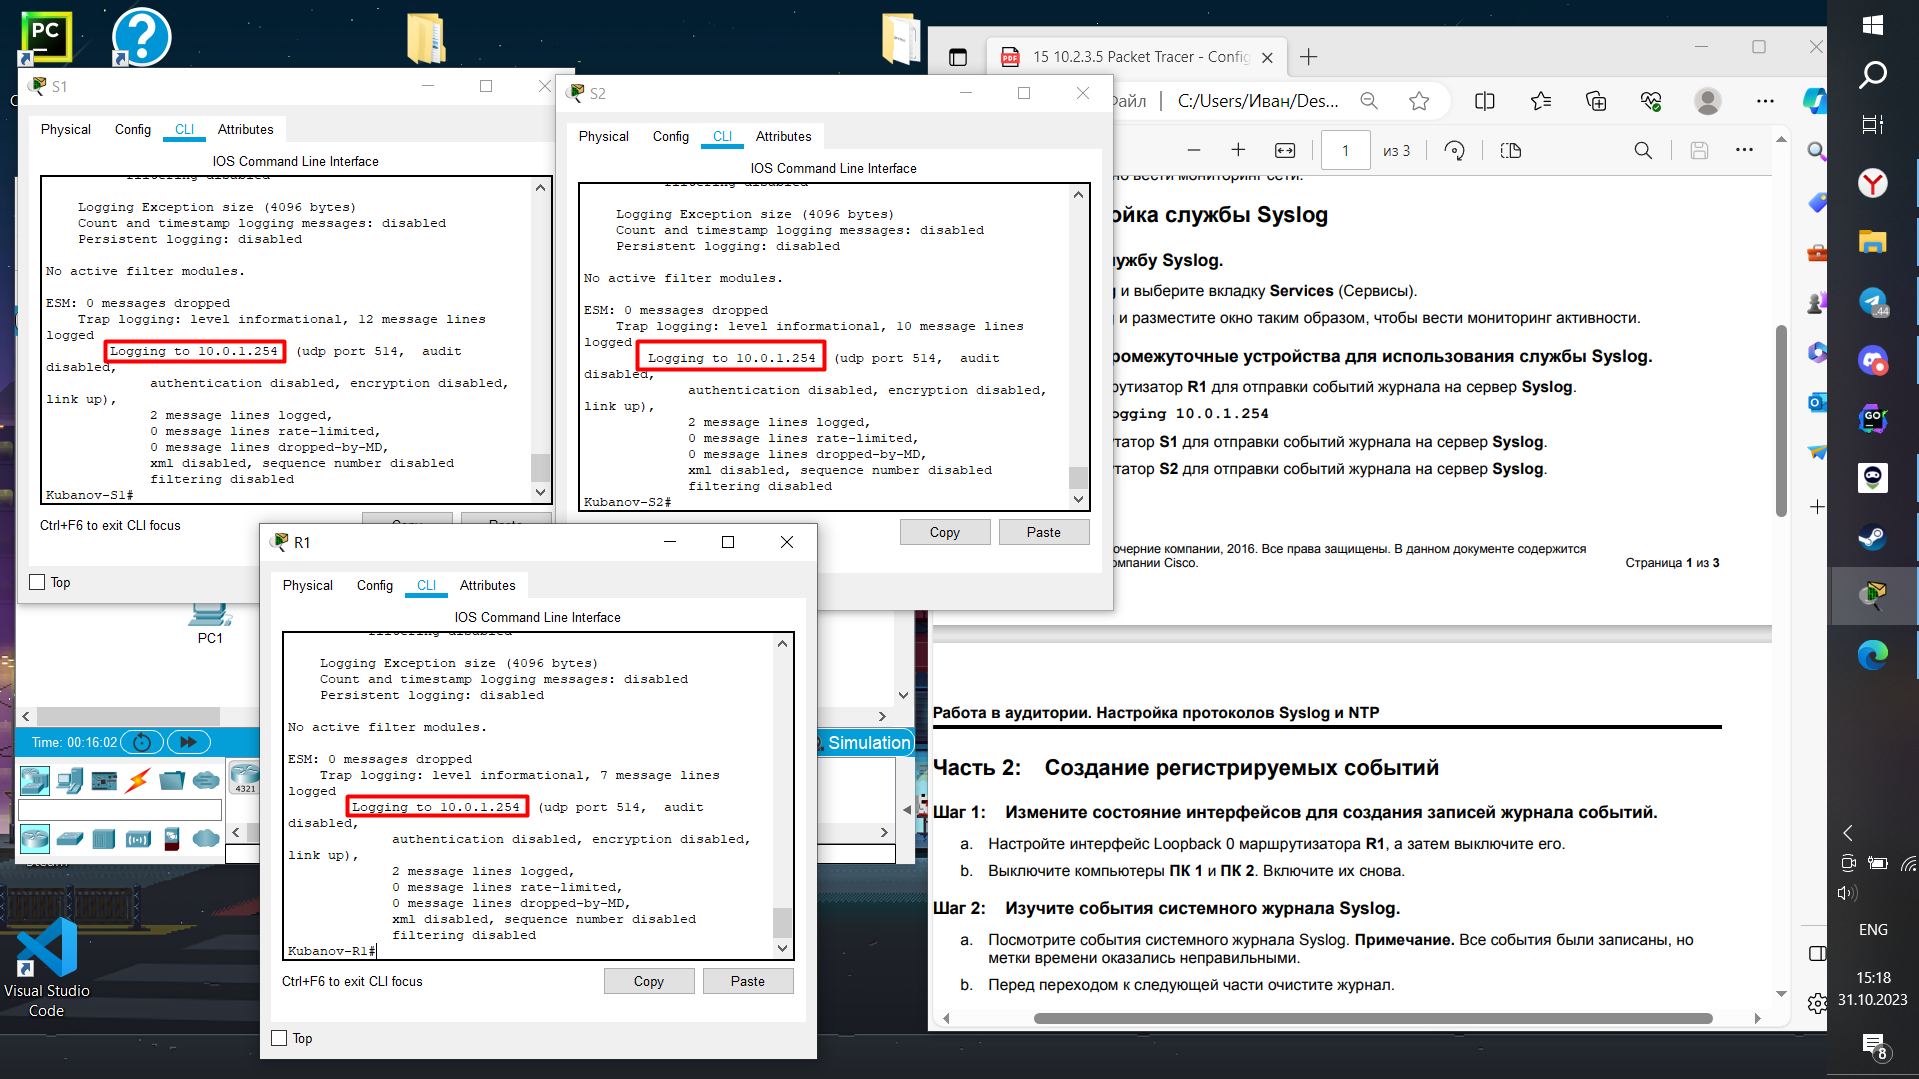 PC
S1
Physical Config CLI Attributes
IOS Command Line Interface
filtering disabled
Logging Exception size (4096 bytes)
Count and timestamp logging messages: disabled
Persistent logging: disabled
No active filter modules.
ESM: 0 messages dropped
Trap logging: level informational, 12 message lines
logged
Logging to 10.0.1.254 (udp port 514, audit
disabled,
authentication disabled, encryption disabled,
link up),
2 message lines logged,
0 message lines rate-limited,
0 message lines dropped-by-MD,
xml disabled, sequence number disabled
filtering disabled
Kubanov-S1#
Ctrl+F6 to exit CLI focus
Copy Paste
Top
S2
Physical Config CLI Attributes
IOS Command Line Interface
filtering disabled
Logging Exception size (4096 bytes)
Count and timestamp logging messages: disabled
Persistent logging: disabled
No active filter modules.
ESM: 0 messages dropped
Trap logging: level informational, 10 message lines
logged
Logging to 10.0.1.254 (udp port 514, audit
disabled,
authentication disabled, encryption disabled,
link up),
2 message lines logged,
0 message lines rate-limited,
0 message lines dropped-by-MD,
xml disabled, sequence number disabled
filtering disabled
Kubanov-S2#
Copy Paste
R1
Physical Config CLI Attributes
IOS Command Line Interface
filtering disabled
Logging Exception size (4096 bytes)
Count and timestamp logging messages: disabled
Persistent logging: disabled
No active filter modules.
ESM: 0 messages dropped
Trap logging: level informational, 7 message lines
logged
Logging to 10.0.1.254 (udp port 514, audit
disabled,
authentication disabled, encryption disabled,
link up),
2 message lines logged,
0 message lines rate-limited,
0 message lines dropped-by-MD,
xml disabled, sequence number disabled
filtering disabled
Kubanov-R1#
Ctrl+F6 to exit CLI focus
Copy Paste
Top
PC1
Time: 00:16:02
Simulation
4321
Steam
Visual Studio
Code
15 10.2.3.5 Packet Tracer - Config
Файл C:/Users/Иван/Des...
1 из 3
но вести мониторинг сети.
ойка службы Syslog
ужбу Syslog.
g и выберите вкладку Services (Сервисы).
g и разместите окно таким образом, чтобы вести мониторинг активности.
ромежуточные устройства для использования службы Syslog.
рутизатор R1 для отправки событий журнала на сервер Syslog.
ogging 10.0.1.254
татор S1 для отправки событий журнала на сервер Syslog.
татор S2 для отправки событий журнала на сервер Syslog.
очерние компании, 2016. Все права защищены. В данном документе содержится
омпании Cisco. Страница 1 из 3
Работа в аудитории. Настройка протоколов Syslog и NTP
Часть 2: Создание регистрируемых событий
Шаг 1: Измените состояние интерфейсов для создания записей журнала событий.
a. Настройте интерфейс Loopback 0 маршрутизатора R1, а затем выключите его.
b. Выключите компьютеры ПК 1 и ПК 2. Включите их снова.
Шаг 2: Изучите события системного журнала Syslog.
a. Посмотрите события системного журнала Syslog. Примечание. Все события были записаны, но
метки времени оказались неправильными.
b. Перед переходом к следующей части очистите журнал.
44
GO
ENG
15:18
31.10.2023
8